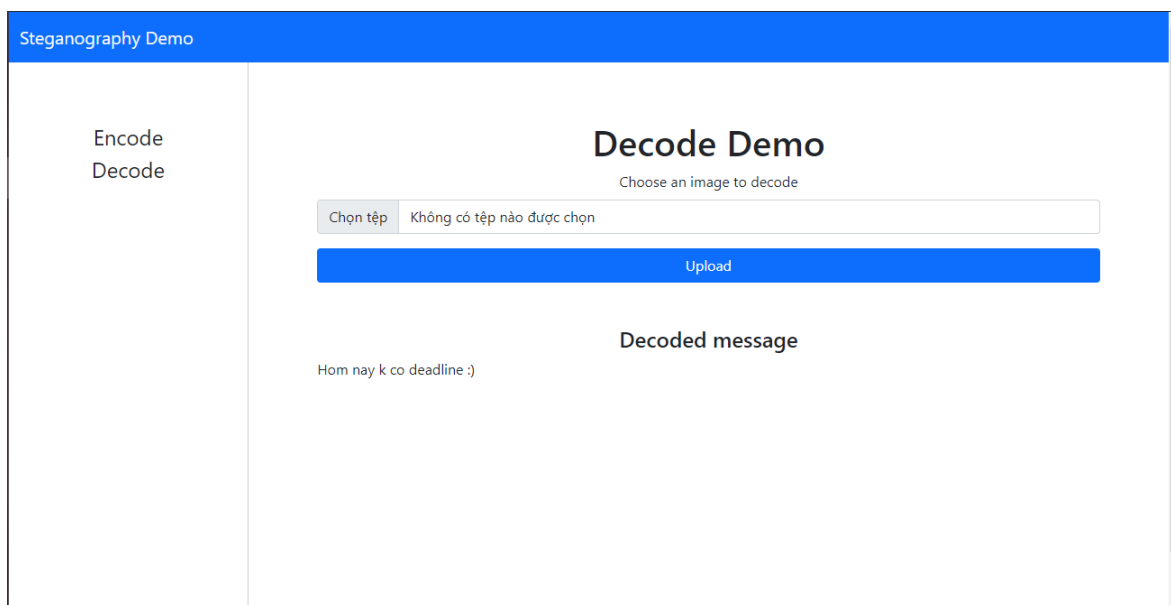 Steganography Demo
Encode
Decode
Decode Demo
Choose an image to decode
Chọn tệp Không có tệp nào được chọn
Upload
Decoded message
Hom nay k co deadline :)